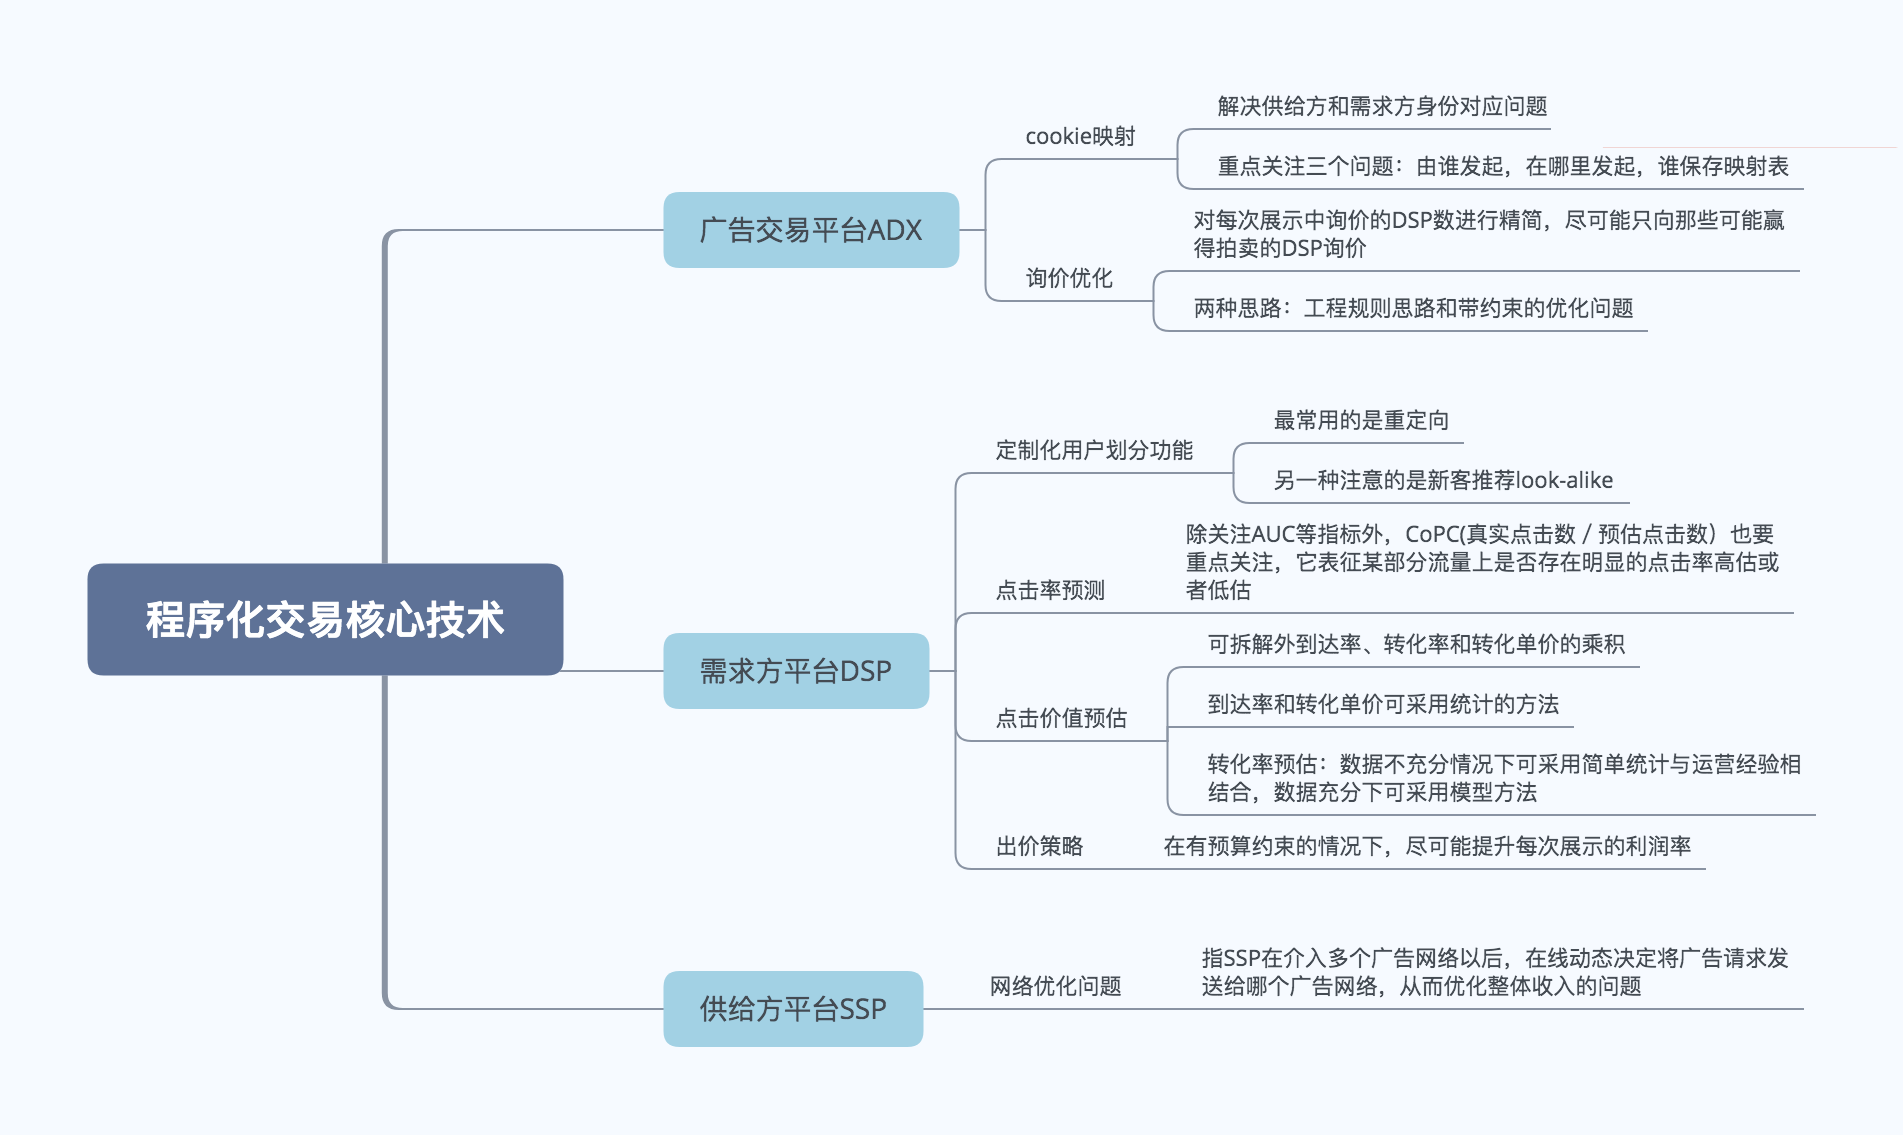 程序化交易核心技术
广告交易平台ADX
cookie映射
解决供给方和需求方身份对应问题
重点关注三个问题：由谁发起，在哪里发起，谁保存映射表
询价优化
对每次展示中询价的DSP数进行精简，尽可能只向那些可能赢
得拍卖的DSP询价
两种思路：工程规则思路和带约束的优化问题
需求方平台DSP
定制化用户划分功能
最常用的是重定向
另一种注意的是新客推荐look-alike
点击率预测
除关注AUC等指标外，CoPC(真实点击数 / 预估点击数）也要
重点关注，它表征某部分流量上是否存在明显的点击率高估或
者低估
点击价值预估
可拆解外到达率、转化率和转化单价的乘积
到达率和转化单价可采用统计的方法
转化率预估：数据不充分情况下可采用简单统计与运营经验相
结合，数据充分下可采用模型方法
出价策略
在有预算约束的情况下，尽可能提升每次展示的利润率
供给方平台SSP
网络优化问题
指SSP在介入多个广告网络以后，在线动态决定将广告请求发
送给哪个广告网络，从而优化整体收入的问题